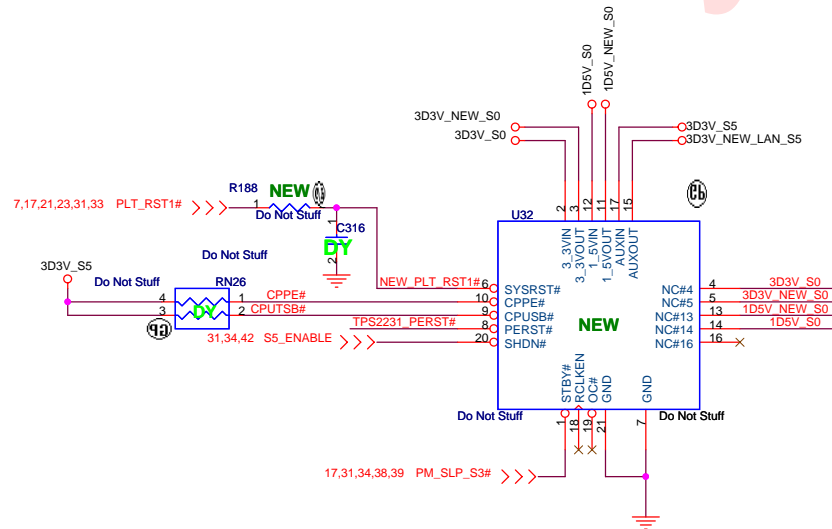 1D5V_S0
1D5V_NEW_S0
3D3V_NEW_S0
3D3V_S0
3D3V_S5
3D3V_NEW_LAN_S5
R188
NEW
7,17,21,23,31,33 PLT_RST1#
1
2
Do Not Stuff
1
C316
DY
2
Do Not Stuff
3D3V_S5
Do Not Stuff
RN26
4
3
DY
1
2
CPPE#
CPUTSB#
NEW_PLT_RST1#
TPS2231_PERST#
31,34,42 S5_ENABLE
U32
2
3
12
11
17
15
3_3VIN
3_3VOUT
1_5VIN
1_5VOUT
AUXIN
AUXOUT
6 SYSRST#
10 CPPE#
9 CPUSB#
8 PERST#
20 SHDN#
NEW
NC#4 4 3D3V_S0
NC#5 5 3D3V_NEW_S0
NC#13 13 1D5V_NEW_S0
NC#14 14 1D5V_S0
NC#16 16
STBY#
RCLKEN
OC#
GND
GND
Do Not Stuff
Do Not Stuff
1
18
19
21
7
17,31,34,38,39 PM_SLP_S3#